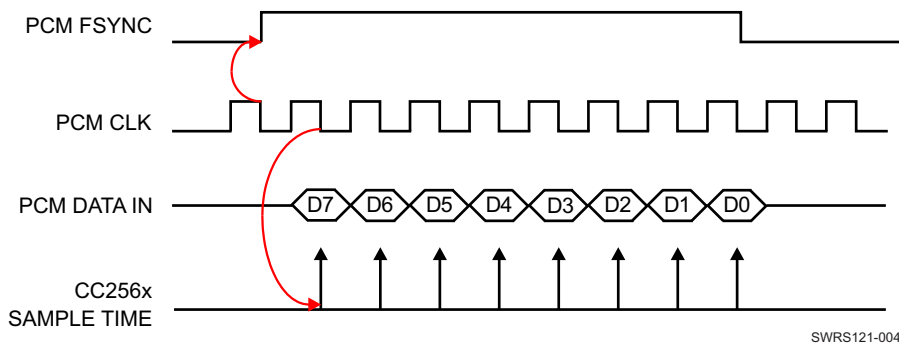 PCM FSYNC
PCM CLK
PCM DATA IN
D7 D6 D5 D4 D3 D2 D1 D0
CC256x
SAMPLE TIME
SWRS121-004